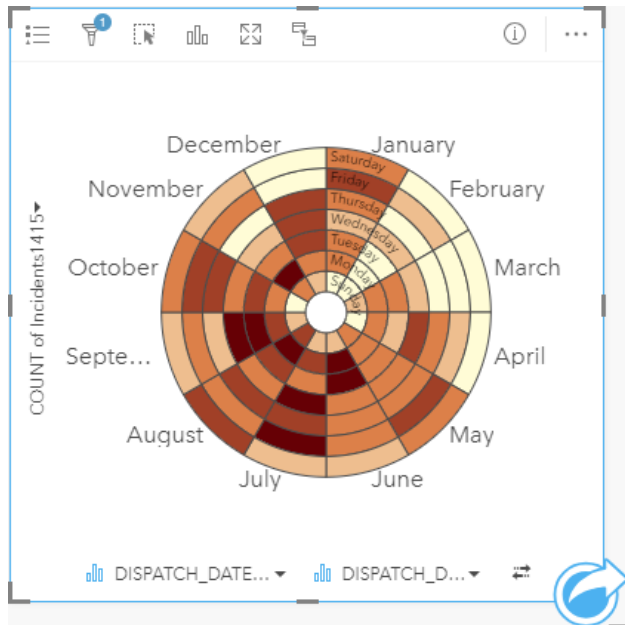 1
December
January
November
February
October
March
Septe...
April
August
May
July
June
Saturday
Friday
Thursday
Wednesday
Tuesday
Monday
Sunday
COUNT of Incidents1415
DISPATCH_DATE... DISPATCH_D...